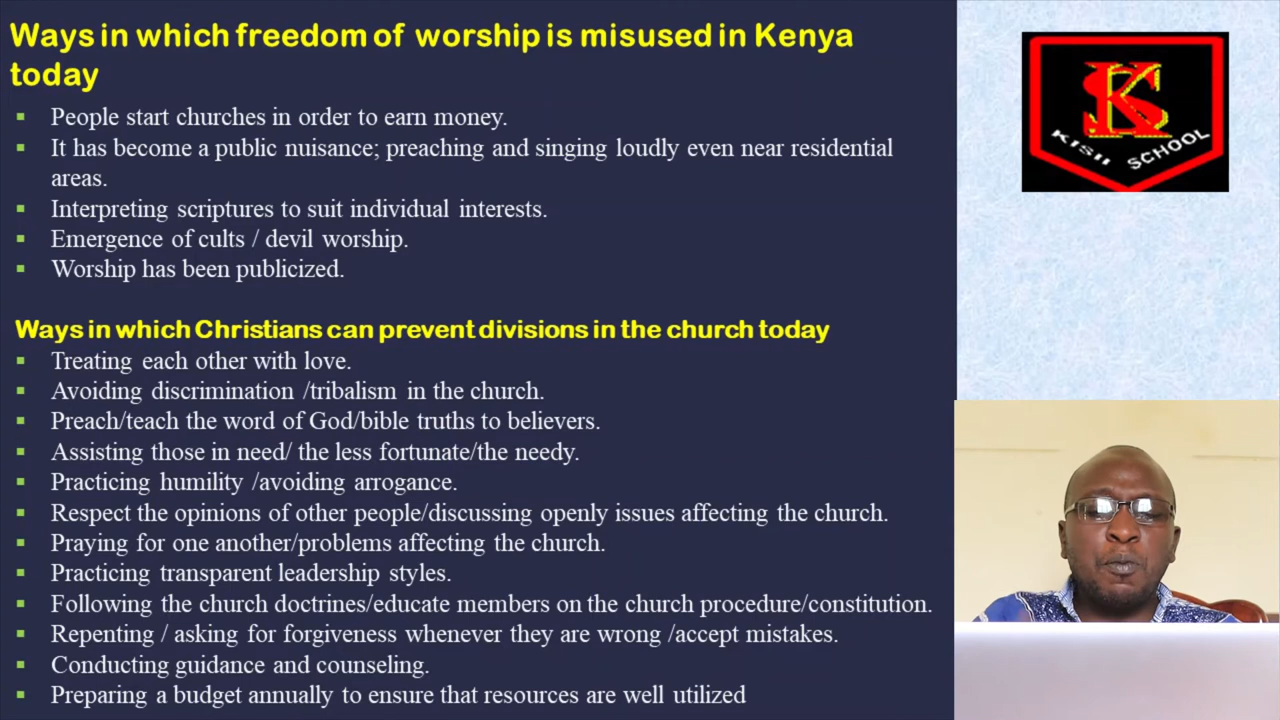 Ways in which freedom of worship is misused in Kenya
today
▪ People start churches in order to earn money.
▪ It has become a public nuisance; preaching and singing loudly even near residential
areas.
▪ Interpreting scriptures to suit individual interests.
▪ Emergence of cults / devil worship.
▪ Worship has been publicized.
Ways in which Christians can prevent divisions in the church today
▪ Treating each other with love.
▪ Avoiding discrimination /tribalism in the church.
▪ Preach/teach the word of God/bible truths to believers.
▪ Assisting those in need/ the less fortunate/the needy.
▪ Practicing humility /avoiding arrogance.
▪ Respect the opinions of other people/discussing openly issues affecting the church.
▪ Praying for one another/problems affecting the church.
▪ Practicing transparent leadership styles.
▪ Following the church doctrines/educate members on the church procedure/constitution.
▪ Repenting / asking for forgiveness whenever they are wrong /accept mistakes.
▪ Conducting guidance and counseling.
▪ Preparing a budget annually to ensure that resources are well utilized
KS
KISII SCHOOL